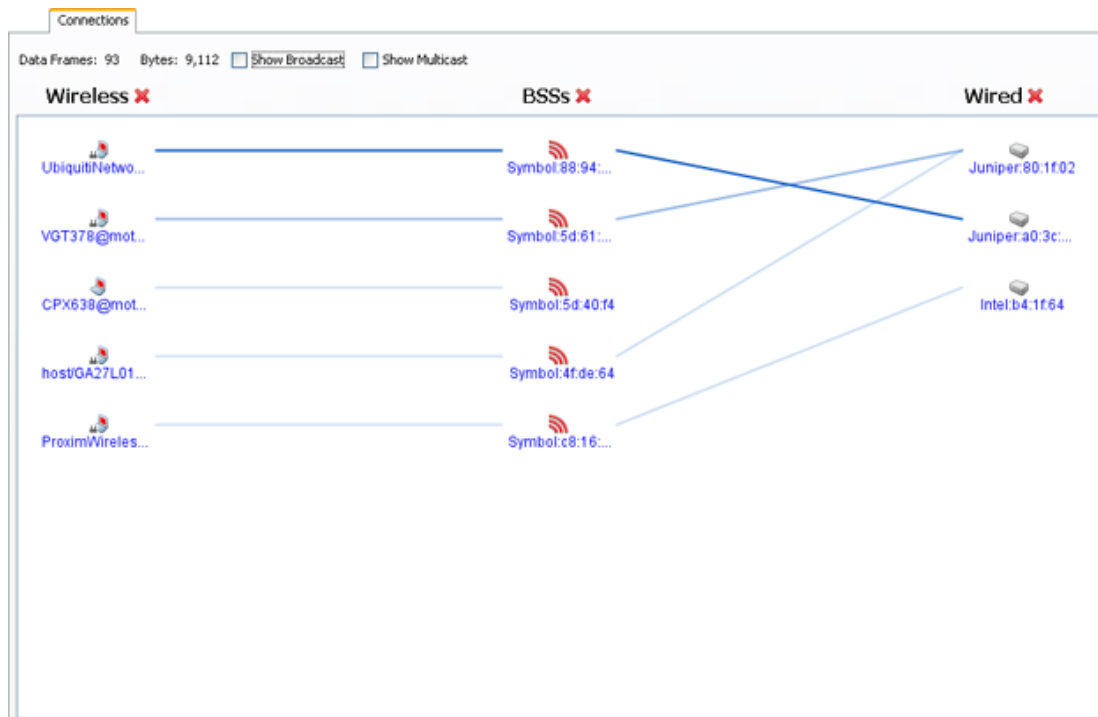 Connections
Data Frames: 93 Bytes: 9,112 Show Broadcast Show Multicast
Wireless BSSs Wired
UbiquitiNetwo... Symbol:88:94:... Juniper:80:1f:02
VGT378@mot... Symbol:5d:61:... Juniper:a0:3c:...
CPX638@mot... Symbol:5d:40:f4 Intel:b4:1f:64
host/GA27L01... Symbol:4f:de:64
ProximWireles... Symbol:c8:16:...